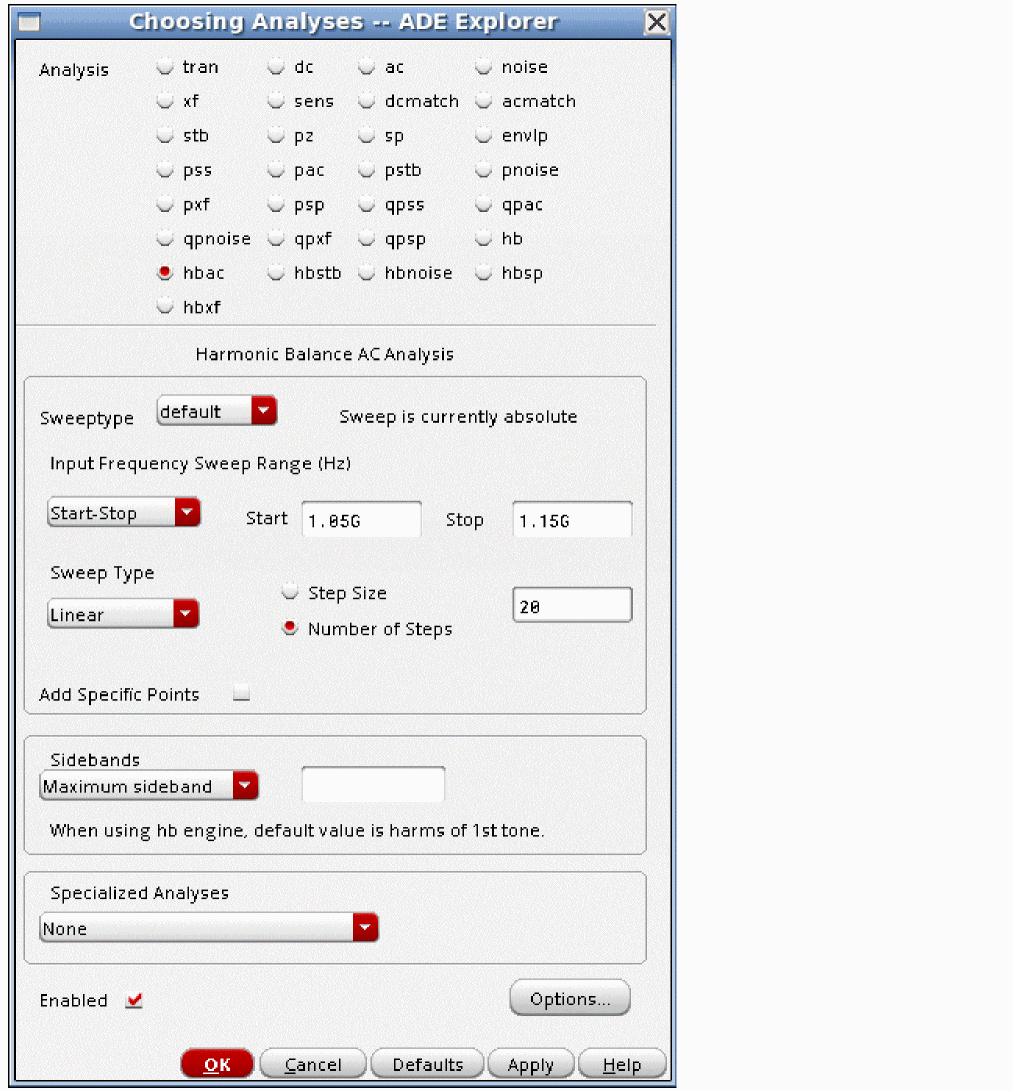 Choosing Analyses -- ADE Explorer
Analysis tran dc ac noise
xf sens dcmatch acmatch
stb pz sp envlp
pss pac pstb pnoise
pxf psp qpss qpac
qpnoise qpxf qpsp hb
hbac hbstb hbnoise hbsp
hbxf
Harmonic Balance AC Analysis
Sweeptype default Sweep is currently absolute
Input Frequency Sweep Range (Hz)
Start-Stop Start 1.05G Stop 1.15G
Sweep Type
Step Size
Linear 20
Number of Steps
Add Specific Points
Sidebands
Maximum sideband
When using hb engine, default value is harms of 1st tone.
Specialized Analyses
None
Enabled Options...
OK Cancel Defaults Apply Help